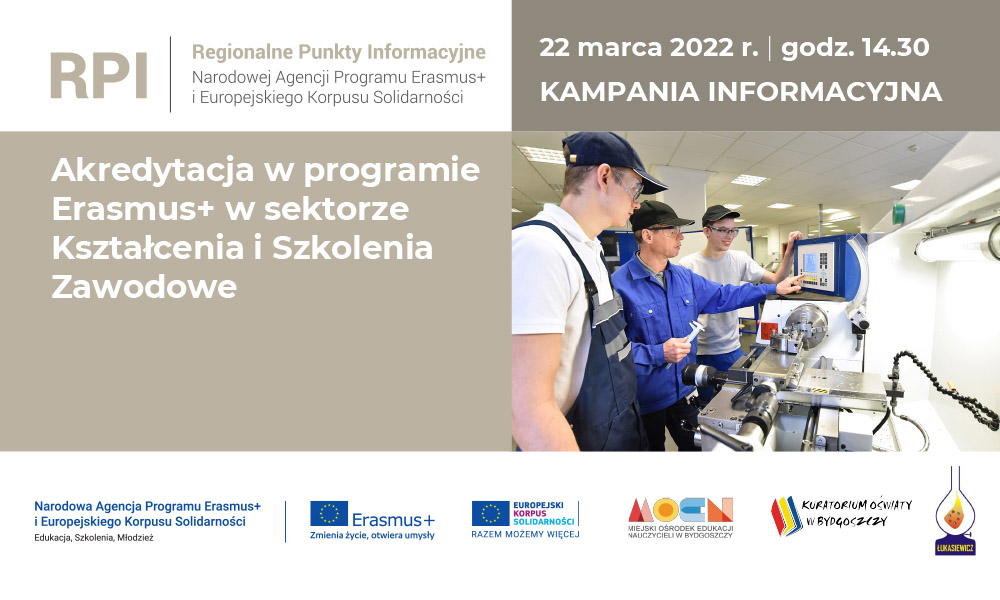 RPI
Regionalne Punkty Informacyjne
Narodowej Agencji Programu Erasmus+
i Europejskiego Korpusu Solidarności
22 marca 2022 r. | godz. 14.30
KAMPANIA INFORMACYJNA
Akredytacja w programie
Erasmus+ w sektorze
Kształcenia i Szkolenia
Zawodowe
Narodowa Agencja Programu Erasmus+
i Europejskiego Korpusu Solidarności
Edukacja, Szkolenia, Młodzież
Erasmus+
Zmienia życie, otwiera umysły
EUROPEJSKI
KORPUS
SOLIDARNOŚCI
RAZEM MOŻEMY WIĘCEJ
MOEN
MIEJSKI OŚRODEK EDUKACJI
NAUCZYCIELI W BYDGOSZCZY
KURATORIUM OŚWIATY
W BYDGOSZCZY
ŁUKASIEWICZ